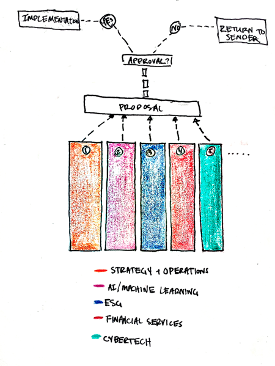 IMPLEMENTATION
YES
NO
RETURN TO
SENDER
APPROVAL?
PROPOSAL
1
2
3
4
5
.....
STRATEGY + OPERATIONS
AI/MACHINE LEARNING
ESG
FINANCIAL SERVICES
CYBERTECH